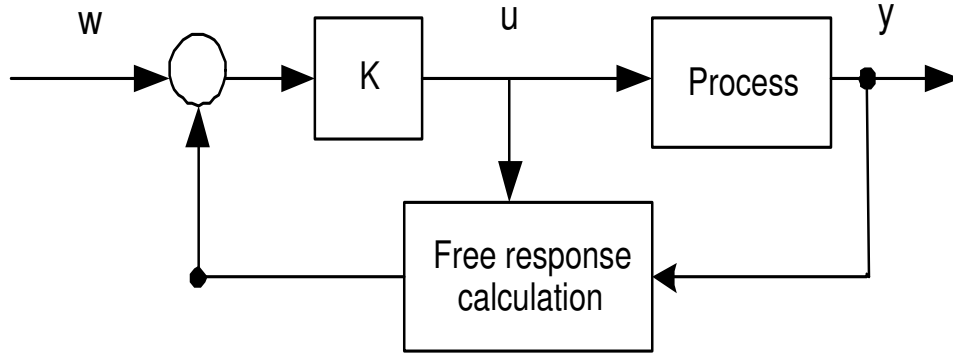 w
K
u
Process
y
Free response
calculation